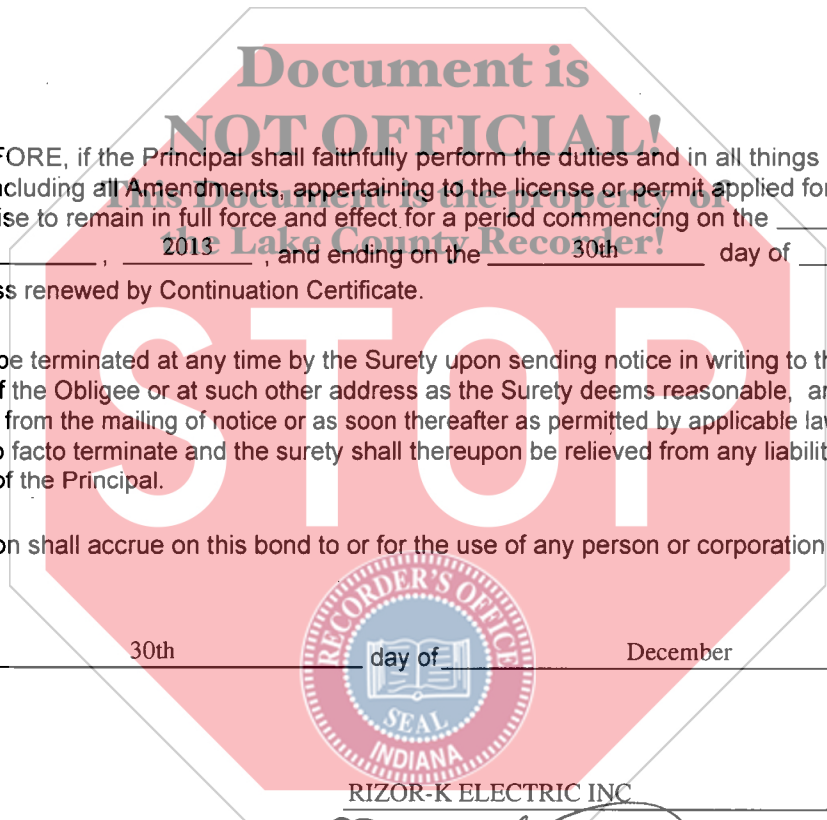 Document is
NOT OFFICIAL!
FORE, if the Principal shall faithfully perform the duties and in all things
ncluding all Amendments, appertaining to the license or permit applied for
This Document is the property of
ise to remain in full force and effect for a period commencing on the
the Lake County Recorder!
, 2013 , and ending on the 30th day of
ss renewed by Continuation Certificate.
STOP
be terminated at any time by the Surety upon sending notice in writing to th
f the Obligee or at such other address as the Surety deems reasonable, an
from the mailing of notice or as soon thereafter as permitted by applicable law
o facto terminate and the surety shall thereupon be relieved from any liabilit
of the Principal.
on shall accrue on this bond to or for the use of any person or corporation
RECORDER'S OFFICE
30th day of December
SEAL
INDIANA
RIZOR-K ELECTRIC INC